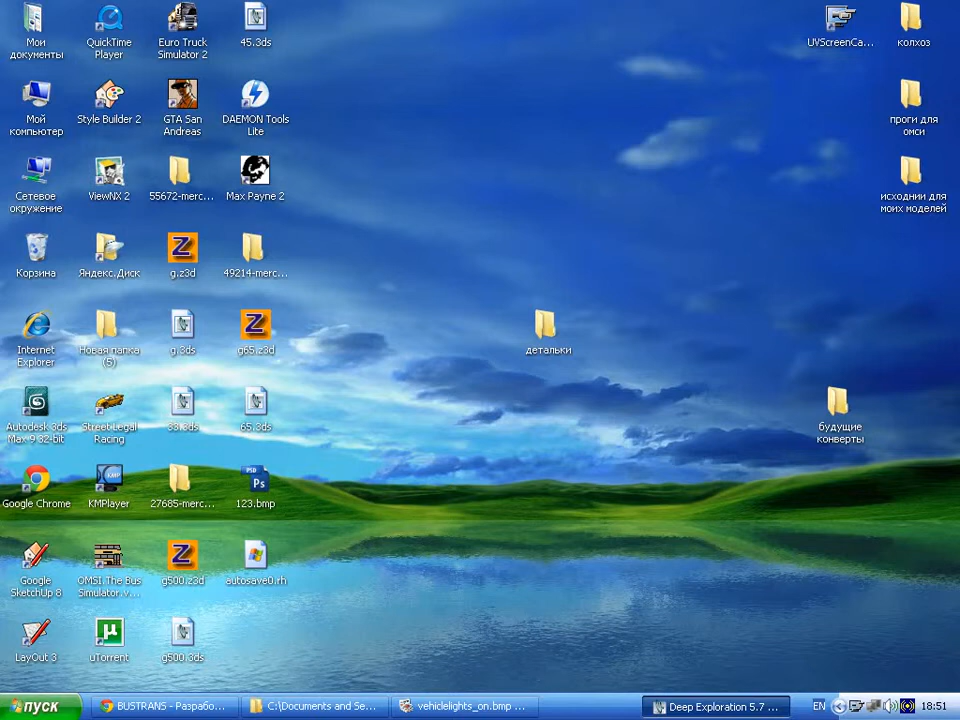 Мои
документы
QuickTime
Player
Euro Truck
Simulator 2
45.3ds
UVScreenCa...
колхоз
Мой
компьютер
Style Builder 2
GTA San
Andreas
DAEMON Tools
Lite
проги для
омси
Сетевое
окружение
ViewNX 2
55672-merc...
Max Payne 2
исходнии для
моих моделей
Корзина
Яндекс.Диск
g.z3d
49214-merc...
Internet
Explorer
Новая папка
(5)
g.3ds
g65.z3d
детальки
Autodesk 3ds
Max 9 32-bit
Street Legal
Racing
33.3ds
65.3ds
будущие
конверты
Google Chrome
KMPlayer
27685-merc...
PSD
Ps
123.bmp
Google
SketchUp 8
OMSI.The Bus
Simulator.v...
g500.z3d
autosave0.rh
LayOut 3
uTorrent
g500.3ds
пуск
BUSTRANS - Разрабо...
C:\Documents and Se...
vehiclelights_on.bmp ...
Deep Exploration 5.7 ...
EN
18:51